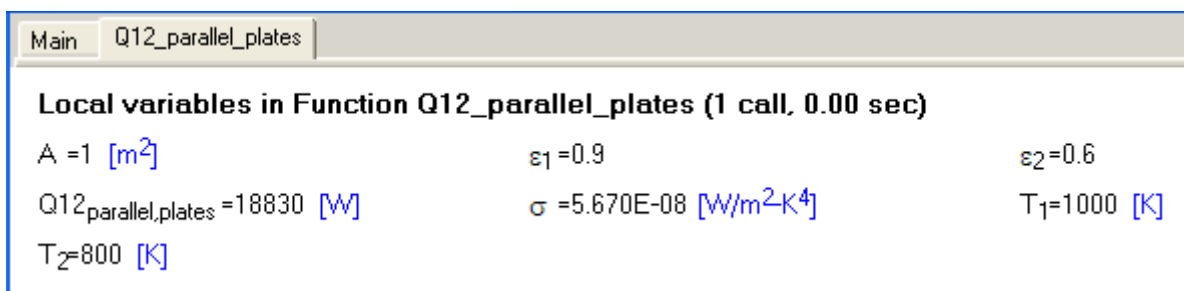 Main Q12_parallel_plates
Local variables in Function Q12_parallel_plates (1 call, 0.00 sec)
A =1 [m²] ε₁=0.9 ε₂=0.6
Q12parallel,plates =18830 [W] σ =5.670E-08 [W/m²-K⁴] T₁=1000 [K]
T₂=800 [K]